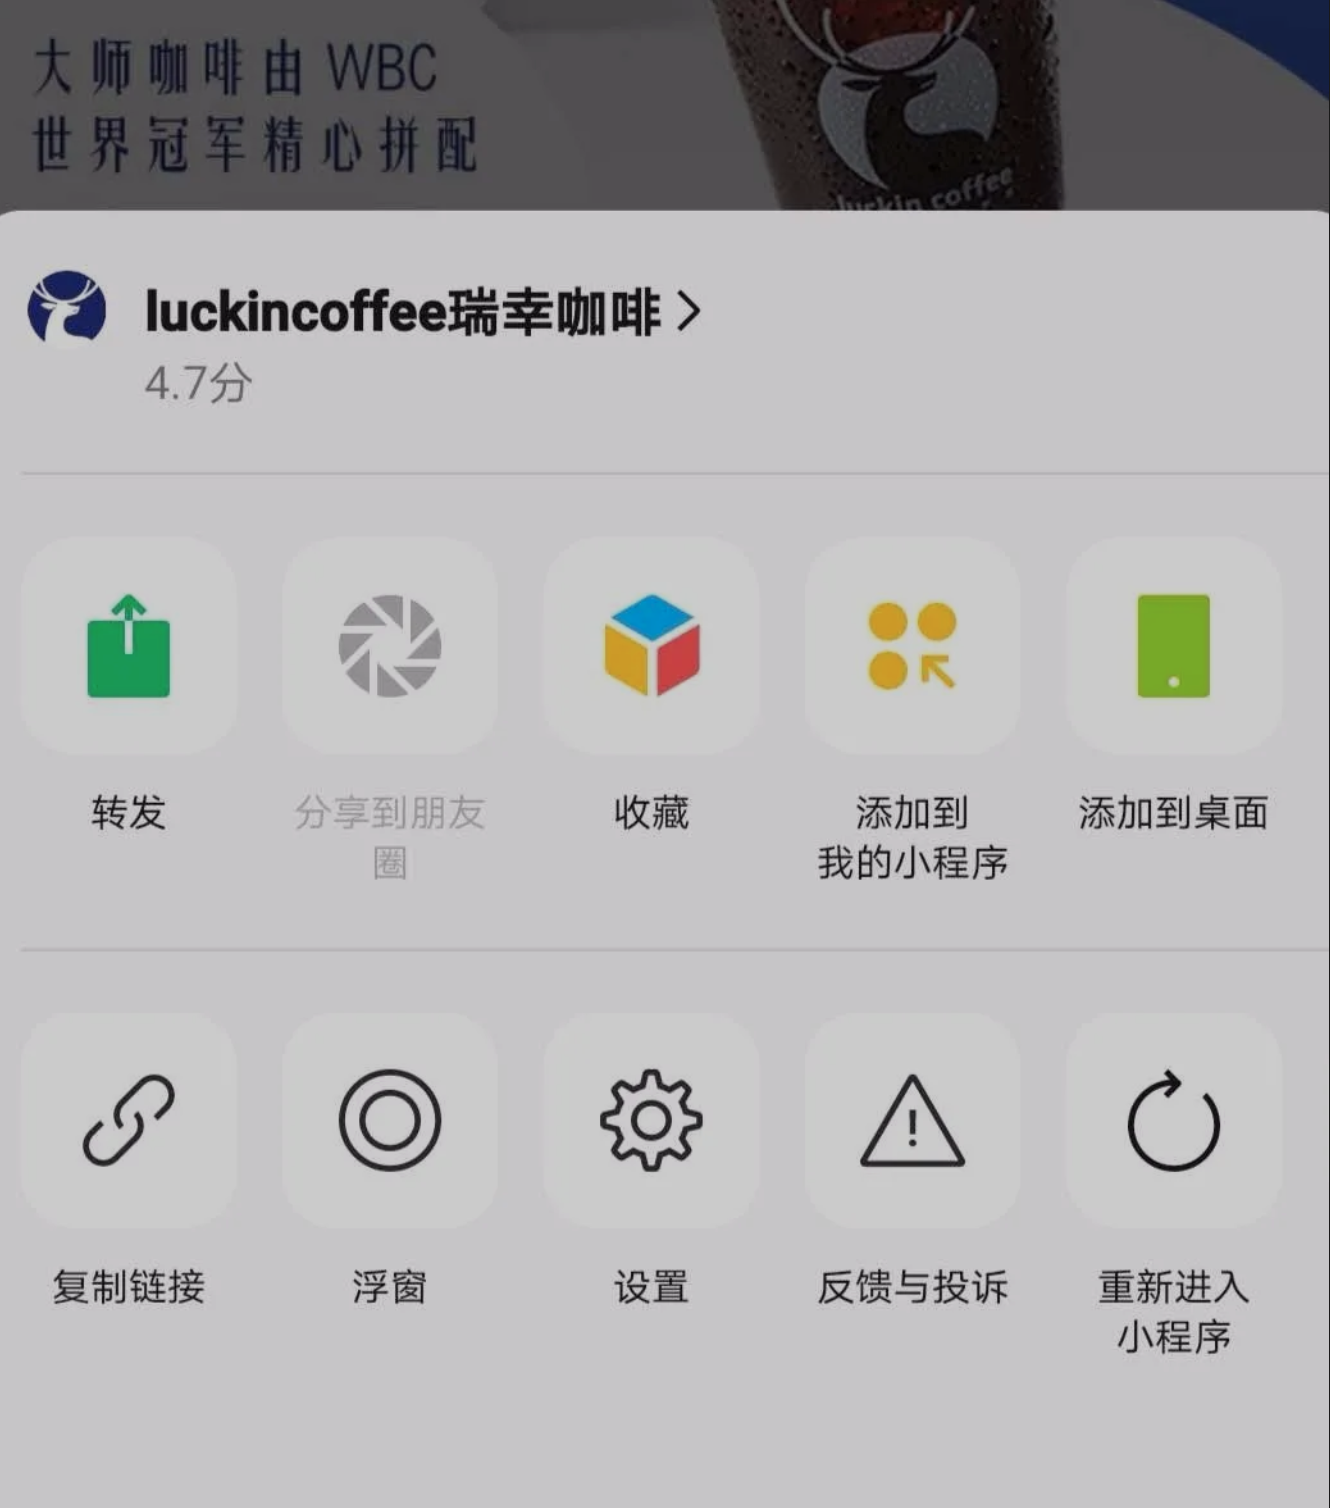 大师咖啡由 WBC
世界冠军精心拼配
luckin coffee
luckincoffee瑞幸咖啡
4.7分
转发
分享到朋友
圈
收藏
添加到
我的小程序
添加到桌面
复制链接
浮窗
设置
反馈与投诉
重新进入
小程序